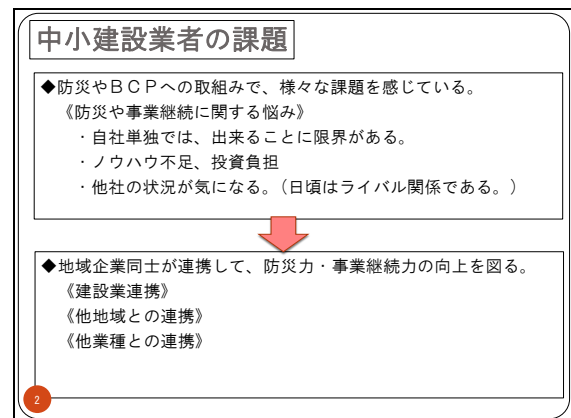 中小建設業者の課題
◆防災やＢＣＰへの取組みで、様々な課題を感じている。
《防災や事業継続に関する悩み》
・自社単独では、出来ることに限界がある。
・ノウハウ不足、投資負担
・他社の状況が気になる。（日頃はライバル関係である。）
◆地域企業同士が連携して、防災力・事業継続力の向上を図る。
《建設業連携》
《他地域との連携》
《他業種との連携》
2